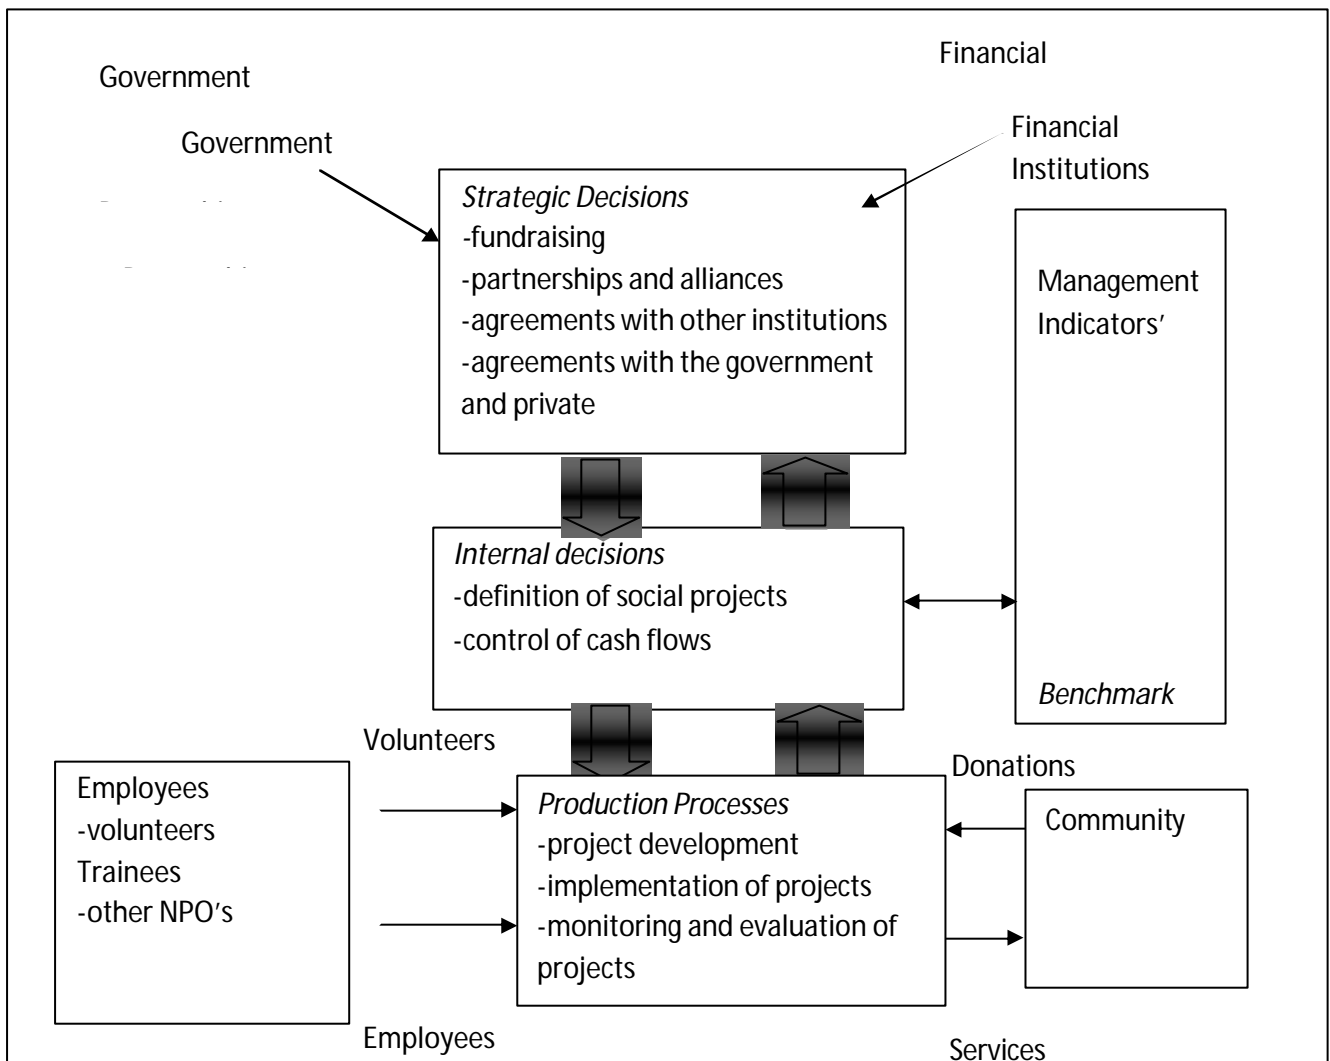 Government
Financial
Government
Financial
Institutions
Strategic Decisions
-fundraising
-partnerships and alliances
-agreements with other institutions
-agreements with the government
and private
Management
Indicators’
Benchmark
Internal decisions
-definition of social projects
-control of cash flows
Volunteers
Employees
-volunteers
Trainees
-other NPO’s
Employees
Production Processes
-project development
-implementation of projects
-monitoring and evaluation of
projects
Donations
Community
Services